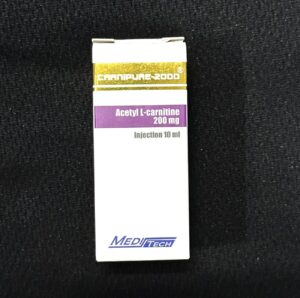 CARNIPURE-2000®
Acetyl L-carnitine
200 mg
Injection 10 ml
MEDITECH